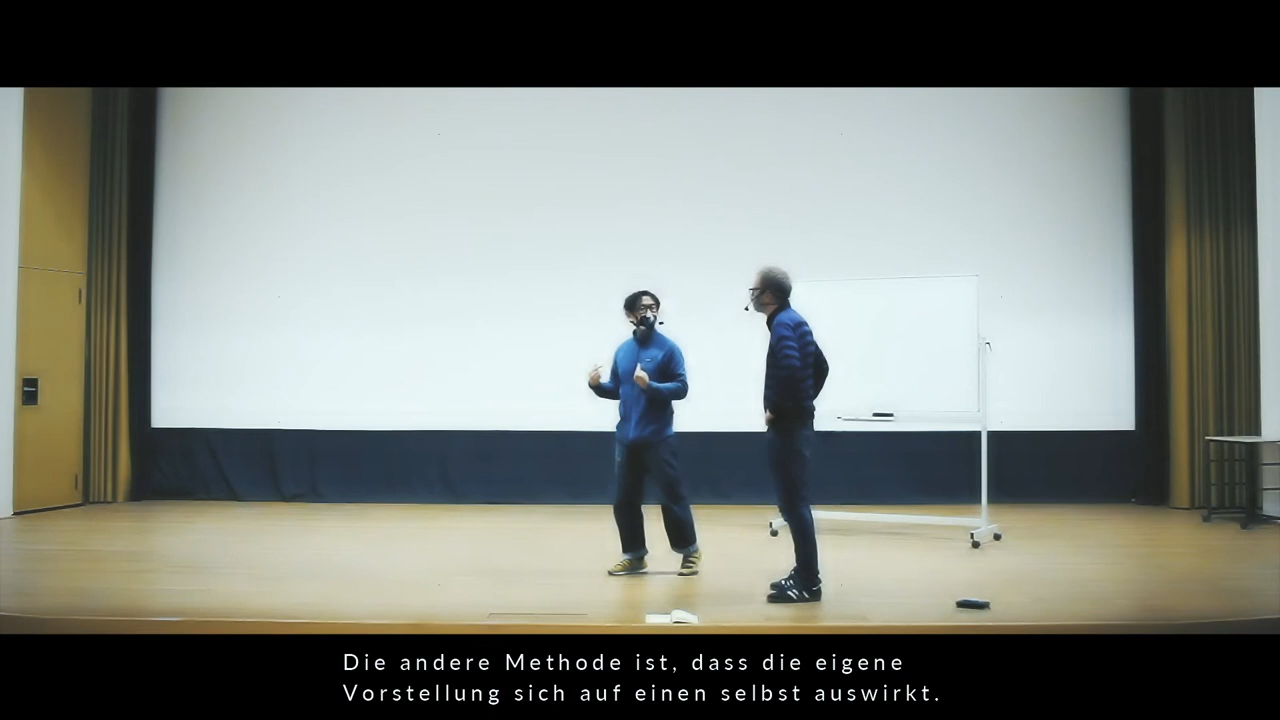 Die andere Methode ist, dass die eigene
Vorstellung sich auf einen selbst auswirkt.